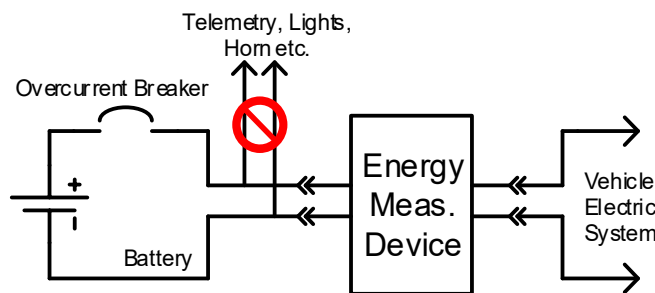 Telemetry, Lights,
Horn etc.
Overcurrent Breaker
+
-
Battery
Energy
Meas.
Device
Vehicle
Electric
System